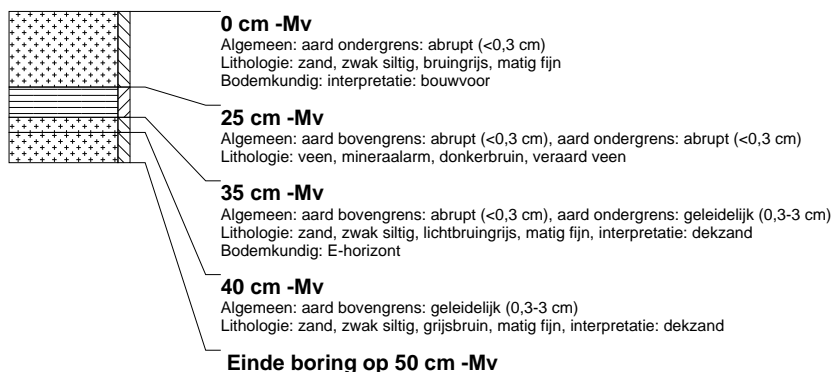 0 cm -Mv
Algemeen: aard ondergrens: abrupt (<0,3 cm)
Lithologie: zand, zwak siltig, bruingrijs, matig fijn
Bodemkundig: interpretatie: bouwvoor
25 cm -Mv
Algemeen: aard bovengrens: abrupt (<0,3 cm), aard ondergrens: abrupt (<0,3 cm)
Lithologie: veen, mineraalarm, donkerbruin, veraard veen
35 cm -Mv
Algemeen: aard bovengrens: abrupt (<0,3 cm), aard ondergrens: geleidelijk (0,3-3 cm)
Lithologie: zand, zwak siltig, lichtbruingrijs, matig fijn, interpretatie: dekzand
Bodemkundig: E-horizont
40 cm -Mv
Algemeen: aard bovengrens: geleidelijk (0,3-3 cm)
Lithologie: zand, zwak siltig, grijsbruin, matig fijn, interpretatie: dekzand
Einde boring op 50 cm -Mv